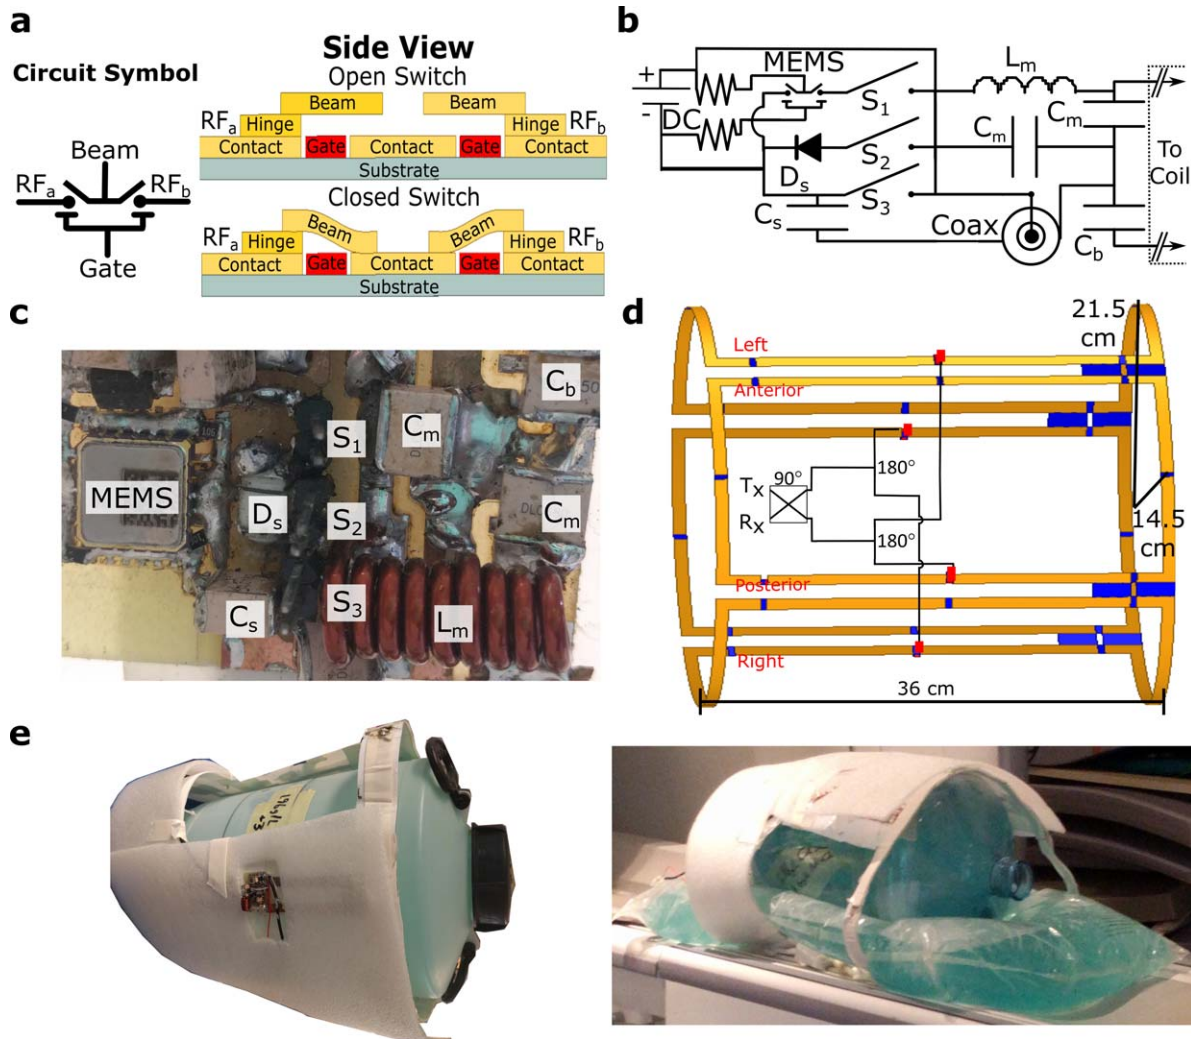 a
Side View
Circuit Symbol
Open Switch
Beam
Beam
RFa
Hinge
Hinge
RFb
Contact
Gate
Contact
Gate
Contact
Substrate
Beam
RFa
RFb
Gate
Closed Switch
RFa
Hinge
Beam
Beam
Hinge
RFb
Contact
Gate
Contact
Gate
Contact
Substrate
b
MEMS
Lm
+
-
DC
S1
Cm
Cm
Ds
S2
To
Coil
S3
Cs
Coax
Cb
c
Cb
50
S1
Cm
MEMS
Ds
S2
Cm
Cs
S3
Lm
d
21.5
cm
Left
Anterior
90°
180°
TX
RX
180°
14.5
cm
Posterior
Right
36 cm
e